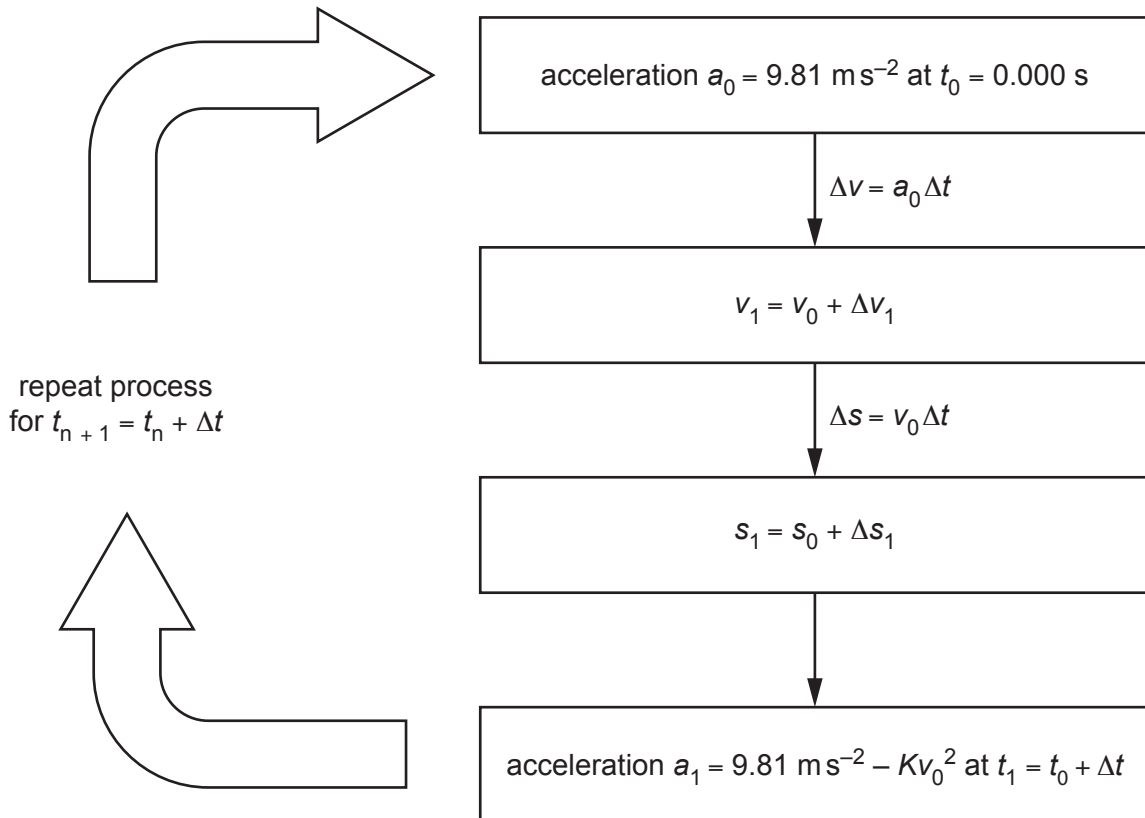 acceleration a₀ = 9.81 m s⁻² at t₀ = 0.000 s
Δv = a₀Δt
v₁ = v₀ + Δv₁
repeat process
for tₙ ₊ ₁ = tₙ + Δt
Δs = v₀Δt
s₁ = s₀ + Δs₁
acceleration a₁ = 9.81 m s⁻² – Kv₀² at t₁ = t₀ + Δt